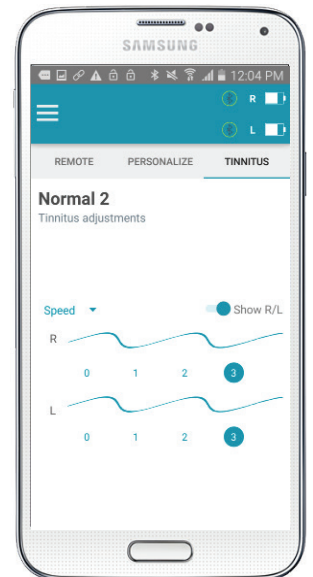 SAMSUNG
12:04 PM
R
L
REMOTE PERSONALIZE TINNITUS
Normal 2
Tinnitus adjustments
Speed Show R/L
R
0 1 2 3
L
0 1 2 3